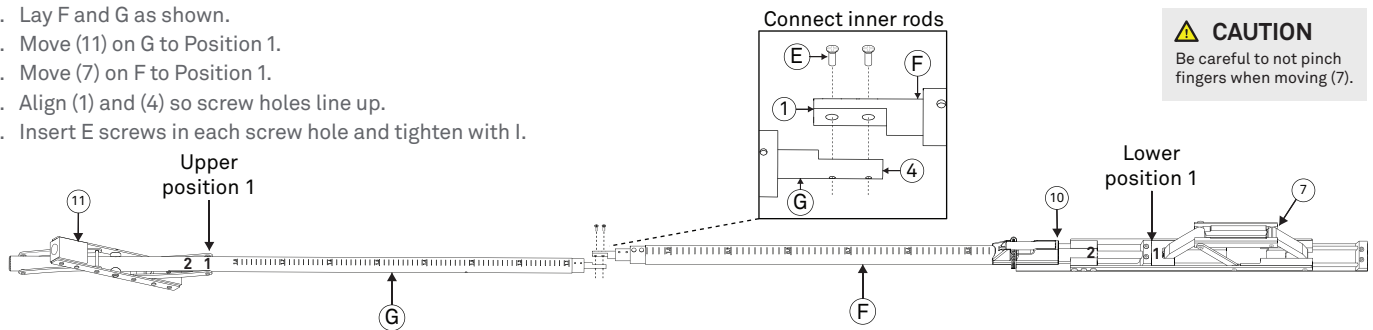 . Lay F and G as shown.
. Move (11) on G to Position 1.
. Move (7) on F to Position 1.
. Align (1) and (4) so screw holes line up.
. Insert E screws in each screw hole and tighten with I.
Connect inner rods
E
F
1
4
G
CAUTION
Be careful to not pinch
fingers when moving (7).
Upper
position 1
11
2 1
G
F
Lower
position 1
10
7
2
1